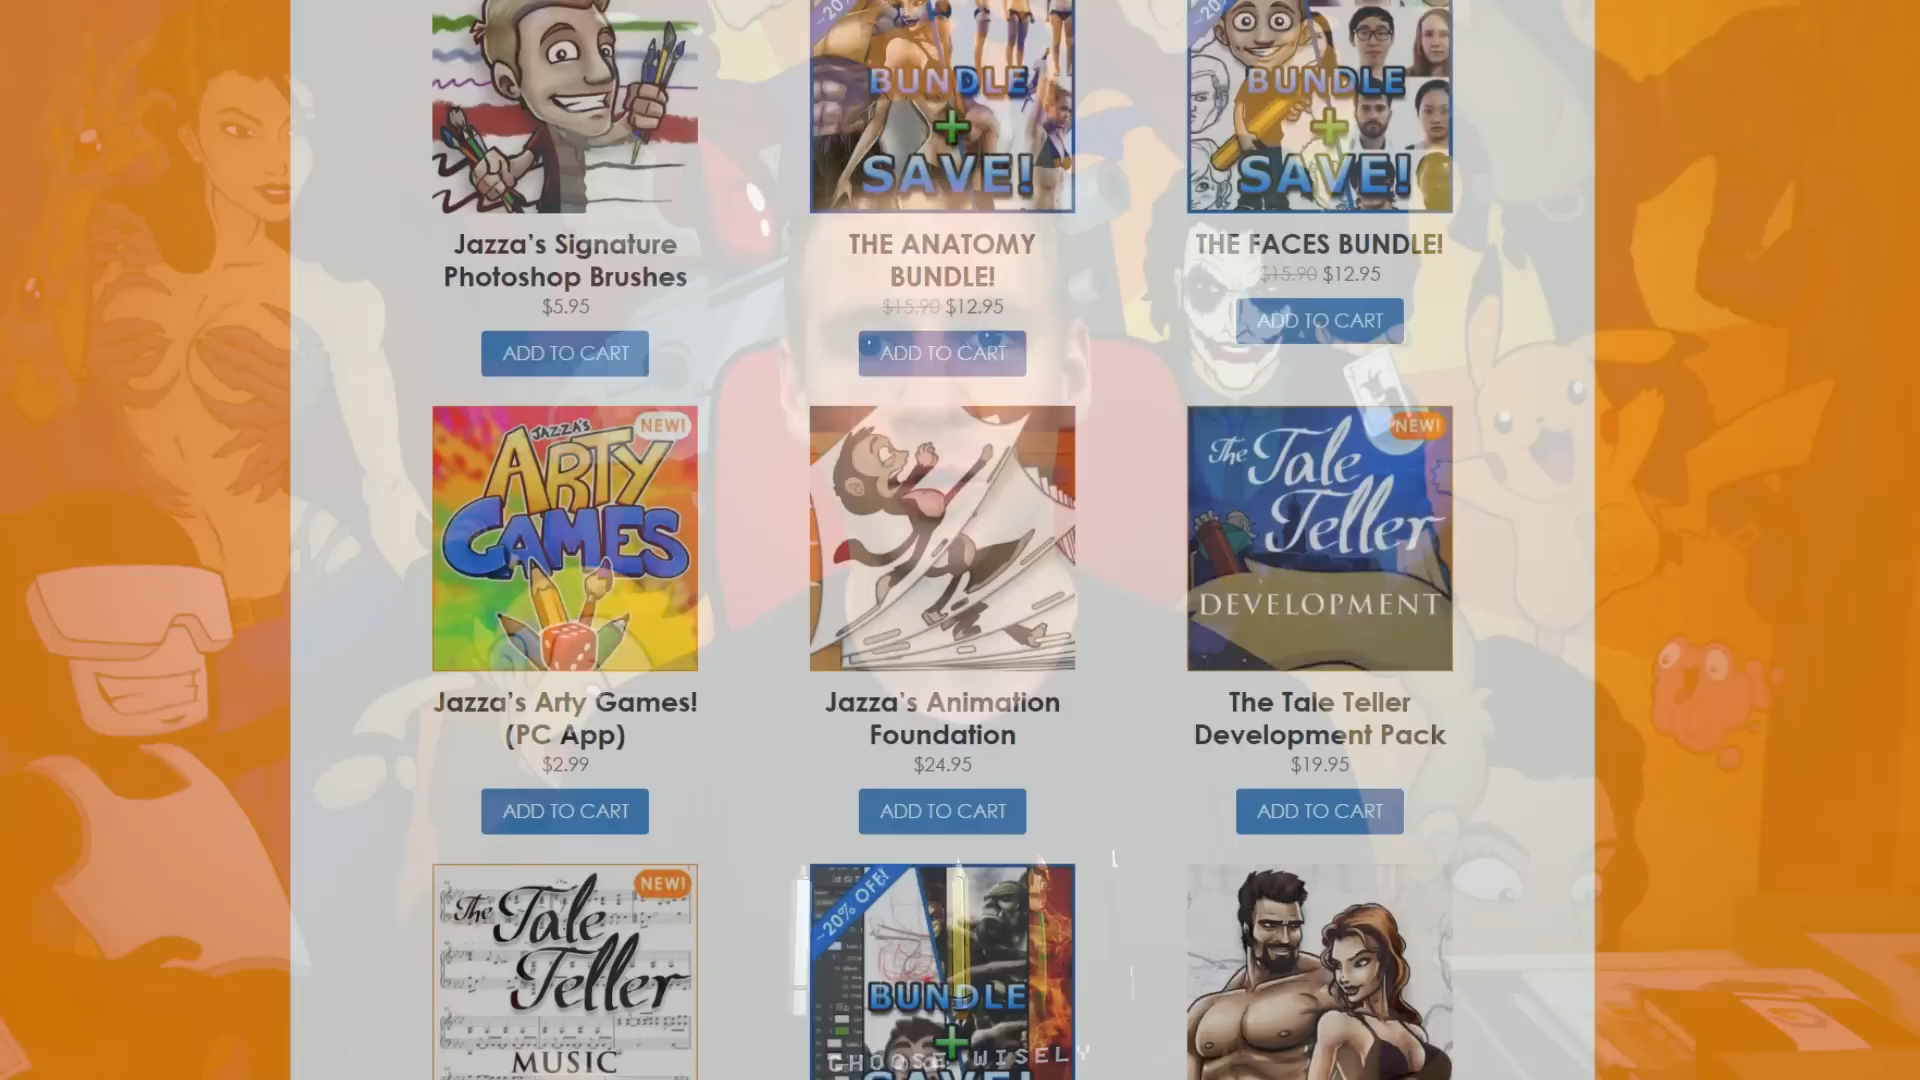 -20%
BUNDLE
+
SAVE!
-20%
BUNDLE
+
SAVE!
Jazza's Signature
Photoshop Brushes
$5.95
ADD TO CART
THE ANATOMY
BUNDLE!
$15.90 $12.95
ADD TO CART
THE FACES BUNDLE!
$15.90 $12.95
ADD TO CART
JAZZA'S
NEW!
ARTY
GAMES
NEW!
The Tale
Teller
DEVELOPMENT
Jazza's Arty Games!
(PC App)
$2.99
ADD TO CART
Jazza's Animation
Foundation
$24.95
ADD TO CART
The Tale Teller
Development Pack
$19.95
ADD TO CART
NEW!
The Tale
Teller
MUSIC
-20% OFF!
BUNDLE
+
SAVE!
CHOOSE WISELY